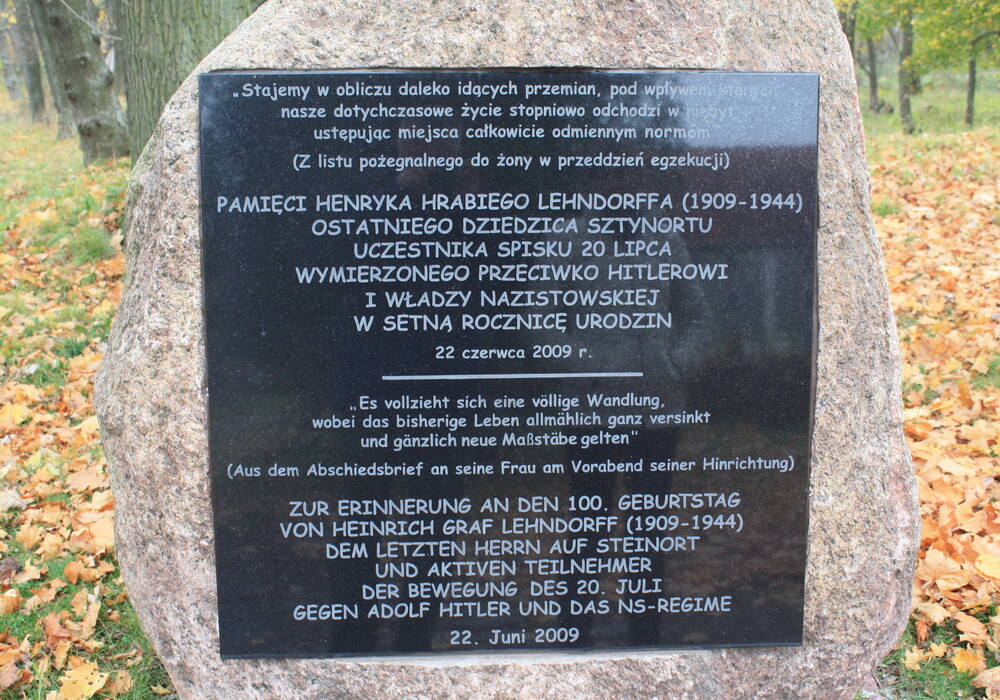 „Stajemy w obliczu daleko idących przemian, pod wpływem których
nasze dotychczasowe życie stopniowo odchodzi w niebyt
ustępując miejsca całkowicie odmiennym normom
(Z listu pożegnalnego do żony w przeddzień egzekucji)
PAMIĘCI HENRYKA HRABIEGO LEHNDORFFA (1909-1944)
OSTATNIEGO DZIEDZICA SZTYNORTU
UCZESTNIKA SPISKU 20 LIPCA
WYMIERZONEGO PRZECIWKO HITLEROWI
I WŁADZY NAZISTOWSKIEJ
W SETNĄ ROCZNICĘ URODZIN
22 czerwca 2009 r.
„Es vollzieht sich eine völlige Wandlung,
wobei das bisherige Leben allmählich ganz versinkt
und gänzlich neue Maßstäbe gelten"
(Aus dem Abschiedsbrief an seine Frau am Vorabend seiner Hinrichtung)
ZUR ERINNERUNG AN DEN 100. GEBURTSTAG
VON HEINRICH GRAF LEHNDORFF (1909-1944)
DEM LETZTEN HERRN AUF STEINORT
UND AKTIVEN TEILNEHMER
DER BEWEGUNG DES 20. JULI
GEGEN ADOLF HITLER UND DAS NS-REGIME
22. Juni 2009